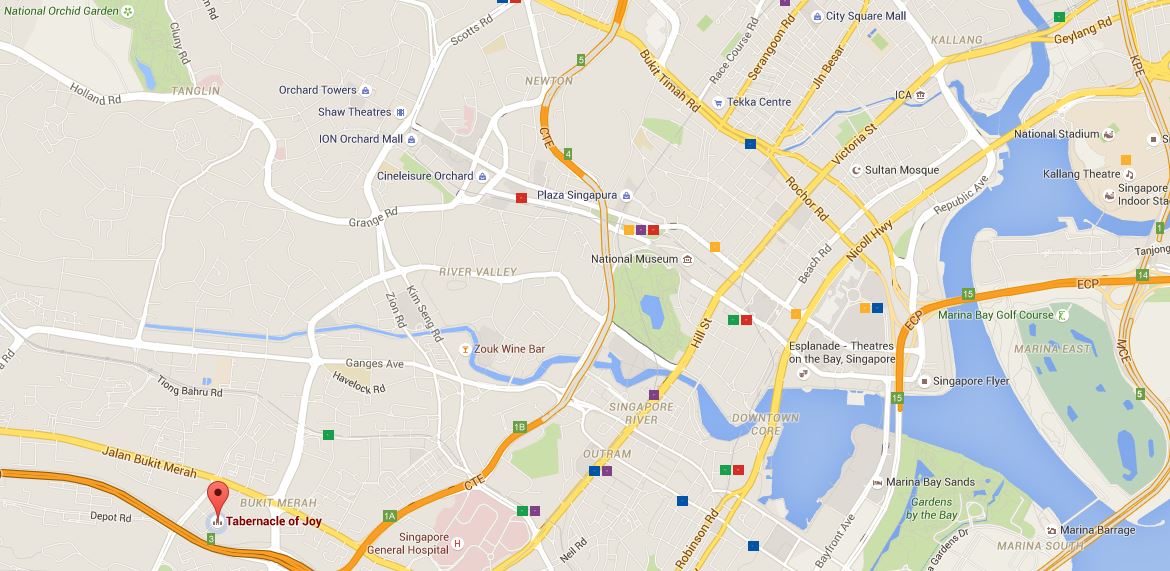 National Orchid Garden
Cluny Rd
Scotts Rd
City Square Mall
KALLANG
Geylang Rd
Race Course Rd
Serangoon Rd
Jln Besar
5
NEWTON
Bukit Timah Rd
KPE
Holland Rd
TANGLIN
Orchard Towers
Tekka Centre
ICA
Shaw Theatres
CTE
Victoria St
National Stadium
ION Orchard Mall
4
Cineleisure Orchard
Sultan Mosque
Kallang Theatre
Plaza Singapura
Rochor Rd
Republic Ave
Singapore
Indoor Sta
Grange Rd
Nicoll Hwy
1
National Museum
Beach Rd
Tanjong
RIVER VALLEY
14
ECP
Zion Rd
Kim Seng Rd
15
ECP
Marina Bay Golf Course
Hill St
Zouk Wine Bar
Esplanade - Theatres
on the Bay, Singapore
MARINA EAST
MCE
a Rd
Ganges Ave
Tiong Bahru Rd
Havelock Rd
Singapore Flyer
15
5
SINGAPORE
RIVER
DOWNTOWN
CORE
1B
Jalan Bukit Merah
OUTRAM
CTE
Marina Bay Sands
BUKIT MERAH
Gardens
by the Bay
Depot Rd
Tabernacle of Joy
1A
3
Singapore
General Hospital
H
Neil Rd
Robinson Rd
Bayfront Ave
Marina Barrage
a Gardens Dr
MARINA SOUTH